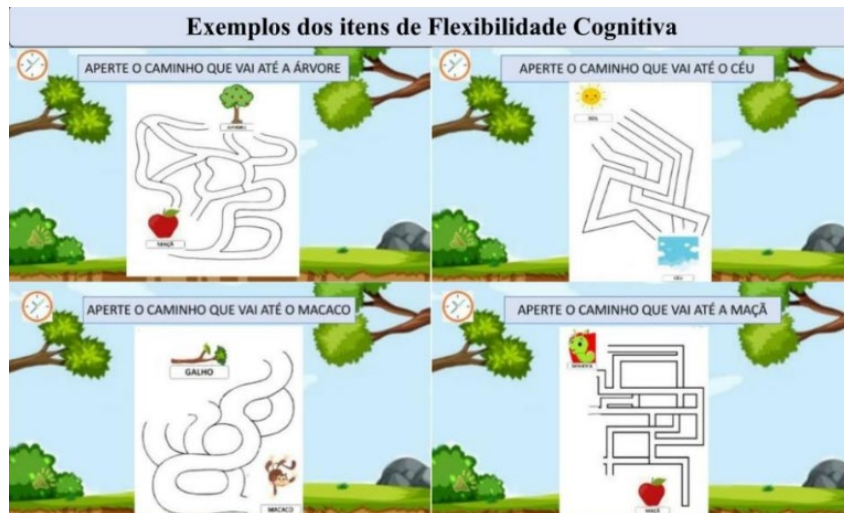 Exemplos dos itens de Flexibilidade Cognitiva
APERTE O CAMINHO QUE VAI ATÉ A ÁRVORE
MAÇÃ
APERTE O CAMINHO QUE VAI ATÉ O CÉU
SOL
CÉU
APERTE O CAMINHO QUE VAI ATÉ O MACACO
GALHO
MACACO
APERTE O CAMINHO QUE VAI ATÉ A MAÇÃ
MAÇÃ